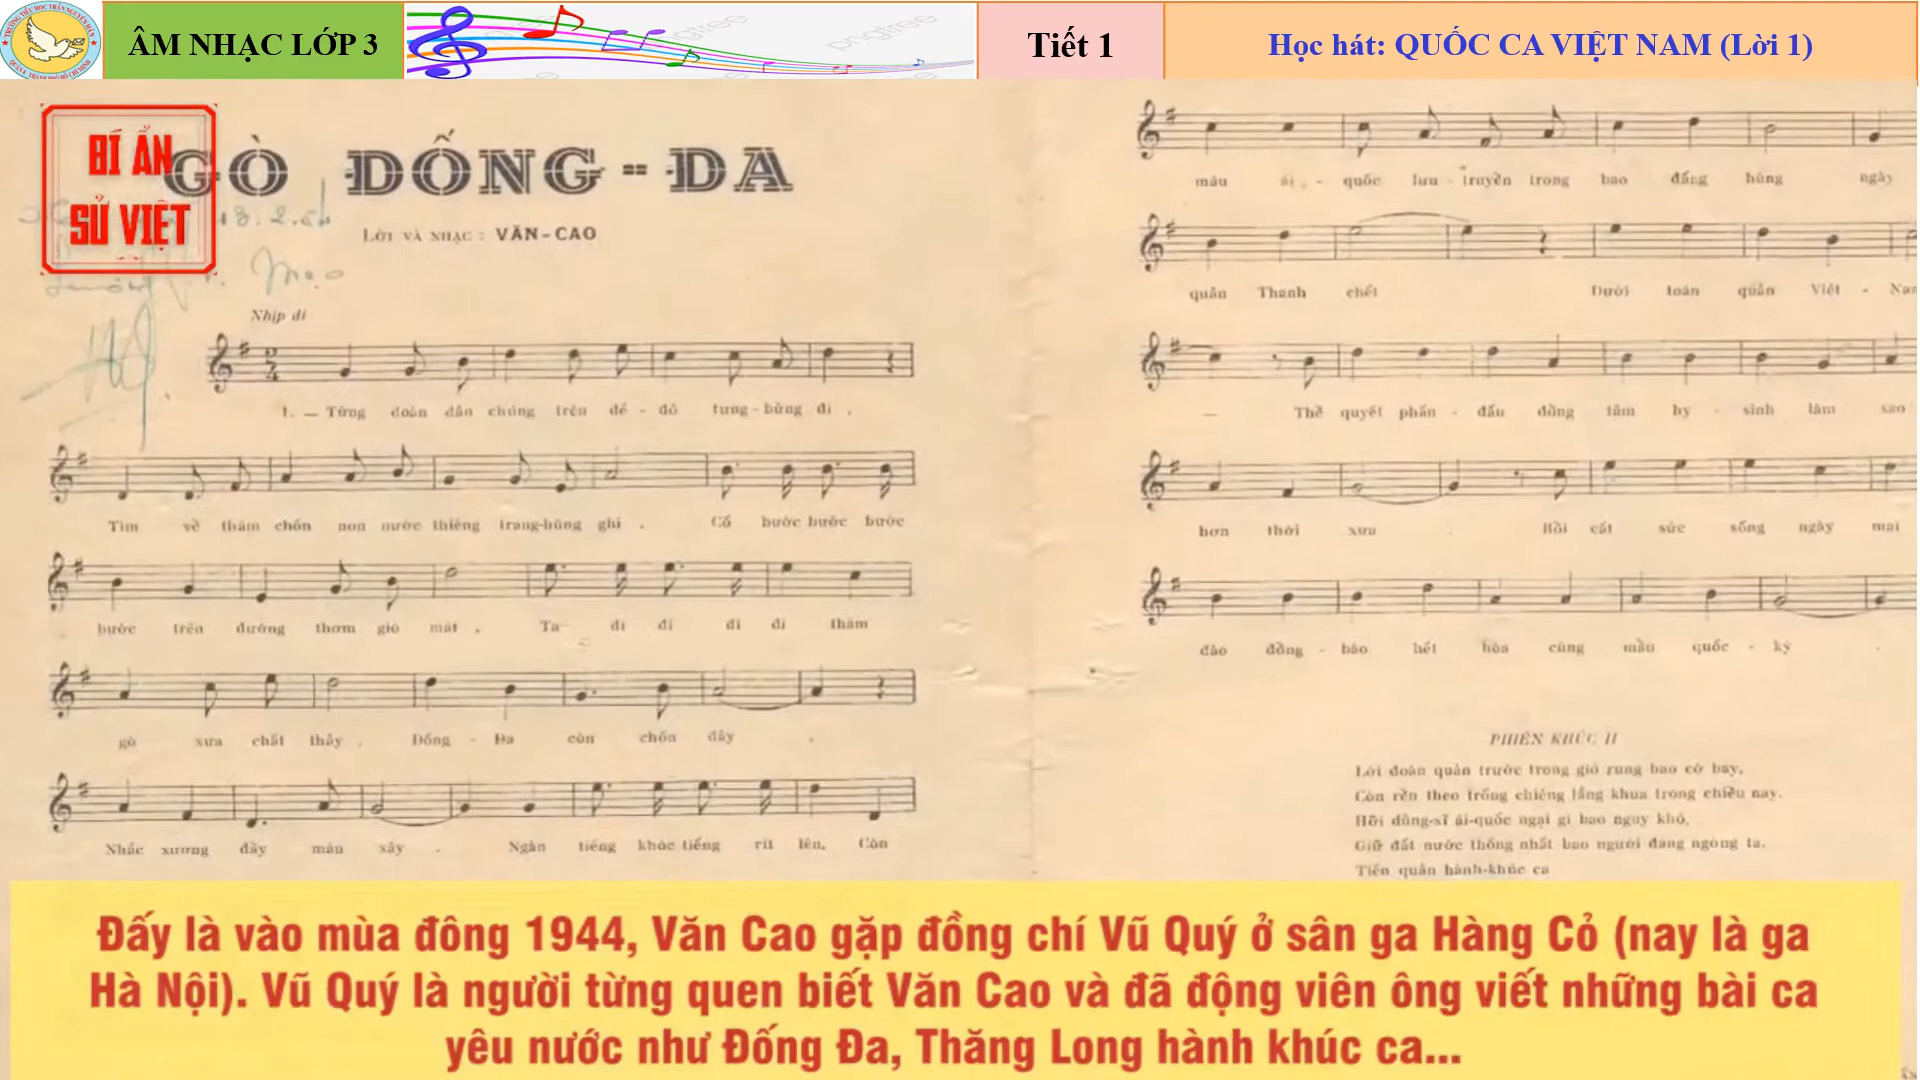 ÂM NHẠC LỚP 3
Tiết 1
Học hát: QUỐC CA VIỆT NAM (Lời 1)
BÍ ẨN
SỬ VIỆT
GÒ ĐỐNG-ĐA
LỜI VÀ NHẠC : VĂN-CAO
Nhịp đi
1. — Từng đoàn dân chúng trên đế - đô tưng - bừng đi .
Tìm về thăm chốn non nước thiêng trang-hùng ghi . Cố bước bước bước
bước trên đường thơm gió mát . Ta đi đi đi đi thăm
gò xưa chất thây . Đống - Đa còn chốn đây .
Nhắc xương đầy máu xây . Ngàn tiếng khóc tiếng rít lên, Còn
máu ái - quốc lưu - truyền trong bao đấng hùng ngày
quân Thanh chết Dưới toán quân Việt - Nam
— Thề quyết phấn - đấu đồng tâm hy - sinh làm sao
hơn thời xưa . Rồi cất sức sống ngày mai
đào đồng - bào hết hòa cùng mầu quốc - kỳ .
PHIÊN KHÚC II
Lời đoàn quân trước trong gió rung bao cờ bay,
Còn rền theo trống chiêng lắng khua trong chiều nay.
Hỡi dũng-sĩ ái-quốc ngại gì bao nguy khó,
Giữ đất nước thống nhất bao người đang ngóng ta.
Tiến quân hành-khúc ca
Đấy là vào mùa đông 1944, Văn Cao gặp đồng chí Vũ Quý ở sân ga Hàng Cỏ (nay là ga
Hà Nội). Vũ Quý là người từng quen biết Văn Cao và đã động viên ông viết những bài ca
yêu nước như Đống Đa, Thăng Long hành khúc ca...